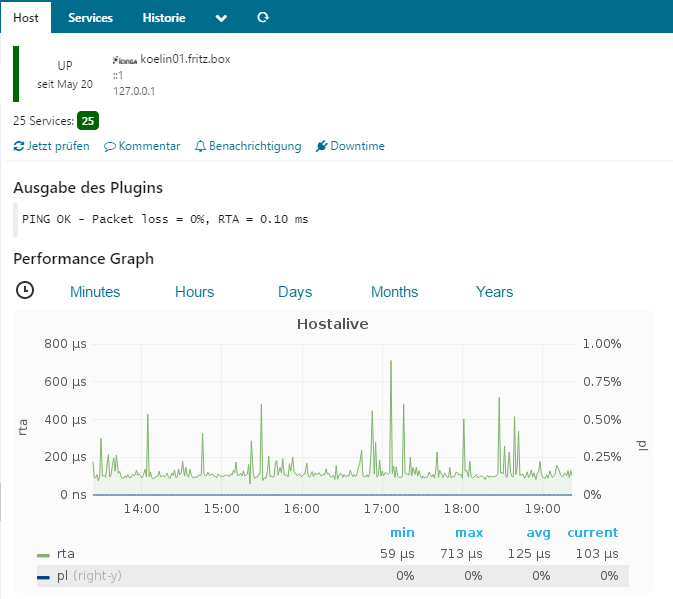 Host Services Historie
UP
seit May 20
icinga koelin01.fritz.box
::1
127.0.0.1
25 Services: 25
Jetzt prüfen Kommentar Benachrichtigung Downtime
Ausgabe des Plugins
PING OK - Packet loss = 0%, RTA = 0.10 ms
Performance Graph
Minutes Hours Days Months Years
Hostalive
800 µs 1.00%
600 µs 0.75%
400 µs 0.50%
200 µs 0.25%
0 ns 0%
rta
pl
14:00 15:00 16:00 17:00 18:00 19:00
min max avg current
rta 59 µs 713 µs 125 µs 103 µs
pl (right-y) 0% 0% 0% 0%